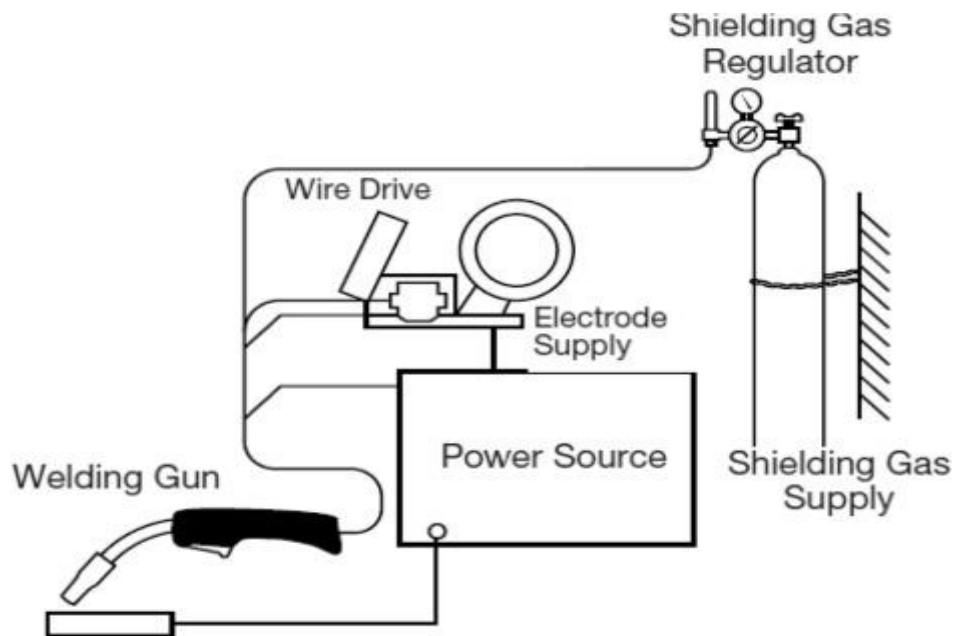 Shielding Gas
Regulator
Wire Drive
Electrode
Supply
Power Source
Welding Gun
Shielding Gas
Supply